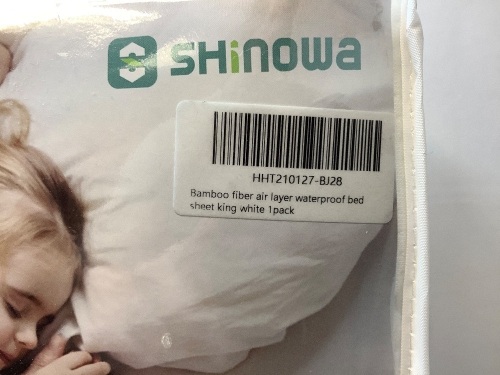 SHiNOWa
HHT210127-BJ28
Bamboo fiber air layer waterproof bed
sheet king white 1pack